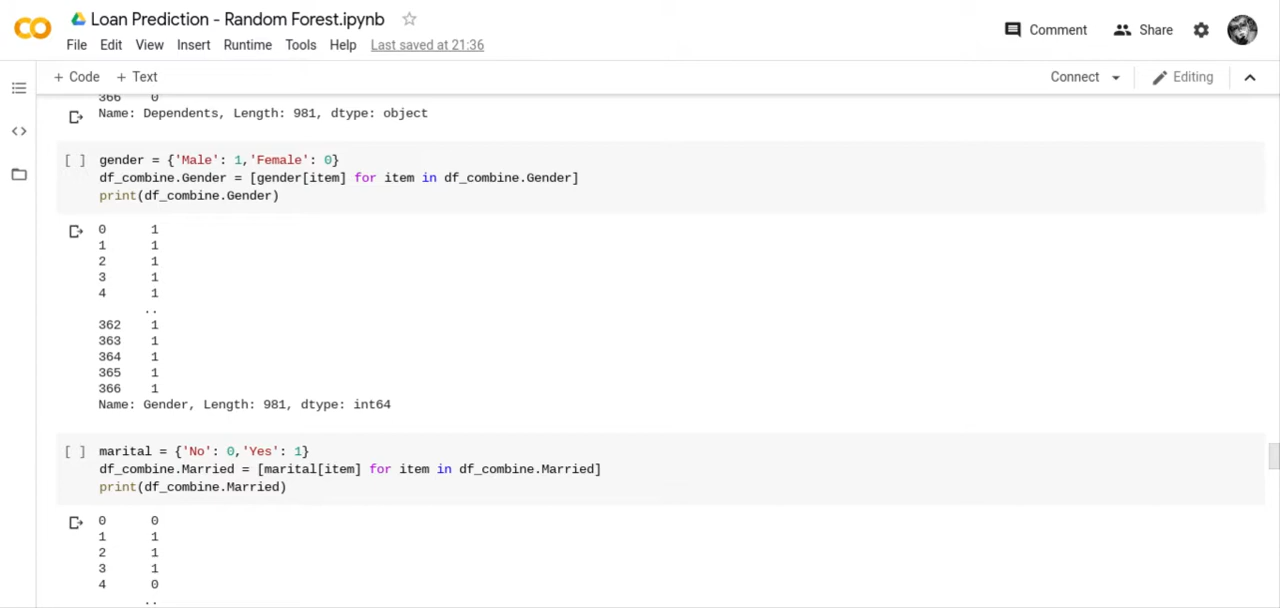 Loan Prediction - Random Forest.ipynb
File Edit View Insert Runtime Tools Help Last saved at 21:36
Comment Share
+ Code + Text
Connect Editing
366 0
Name: Dependents, Length: 981, dtype: object
[ ] gender = {'Male': 1,'Female': 0}
df_combine.Gender = [gender[item] for item in df_combine.Gender]
print(df_combine.Gender)
0 1
1 1
2 1
3 1
4 1
..
362 1
363 1
364 1
365 1
366 1
Name: Gender, Length: 981, dtype: int64
[ ] marital = {'No': 0,'Yes': 1}
df_combine.Married = [marital[item] for item in df_combine.Married]
print(df_combine.Married)
0 0
1 1
2 1
3 1
4 0
..